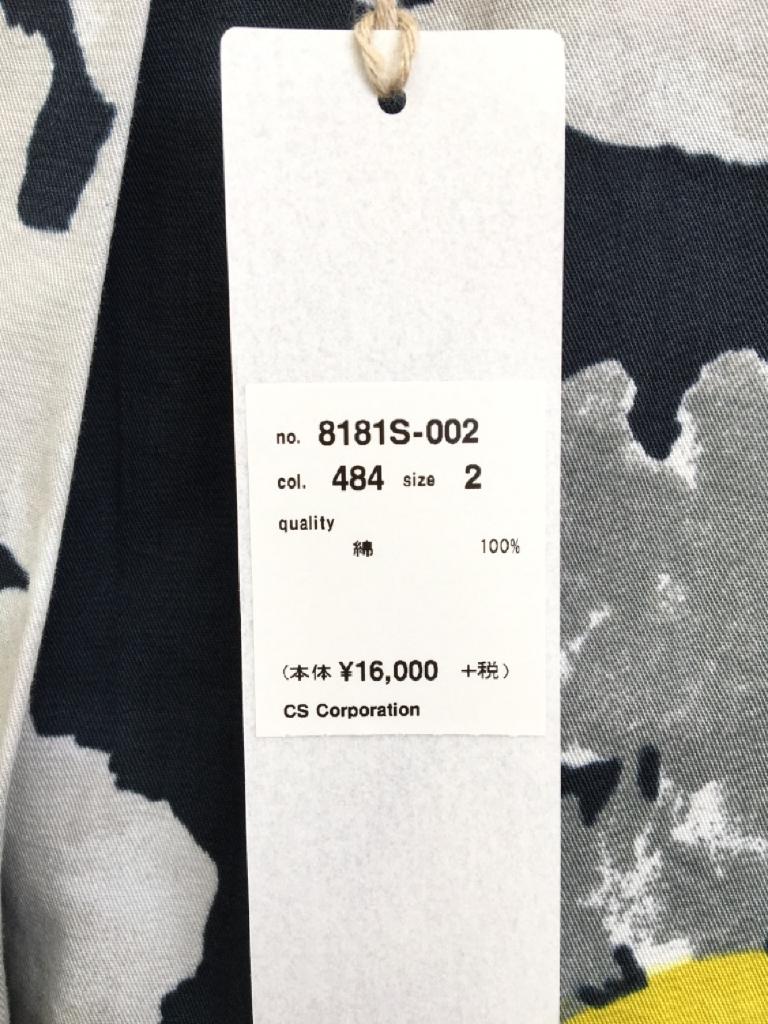 no. 8181S-002
col. 484 size 2
quality
綿 100%
(本体 ¥16,000 +税)
CS Corporation